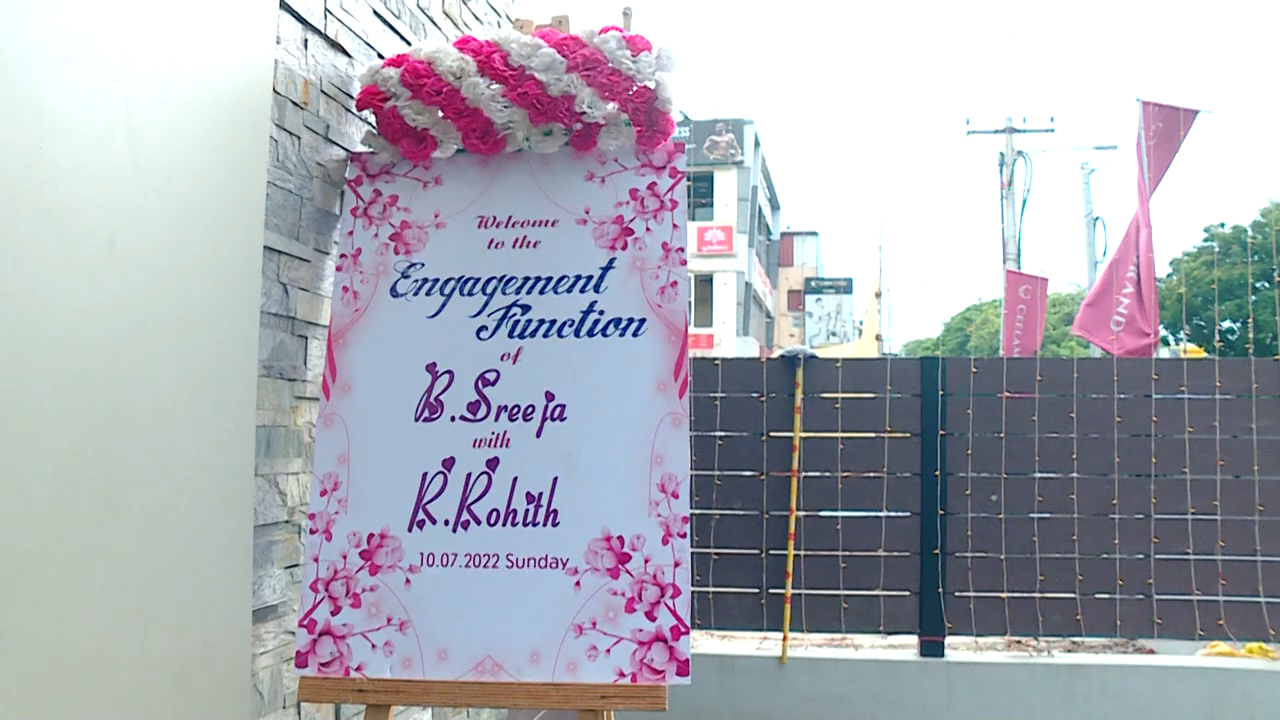 Welcome
to the
Engagement
Function
of
B.Sreeja
with
R.Rohith
10.07.2022 Sunday